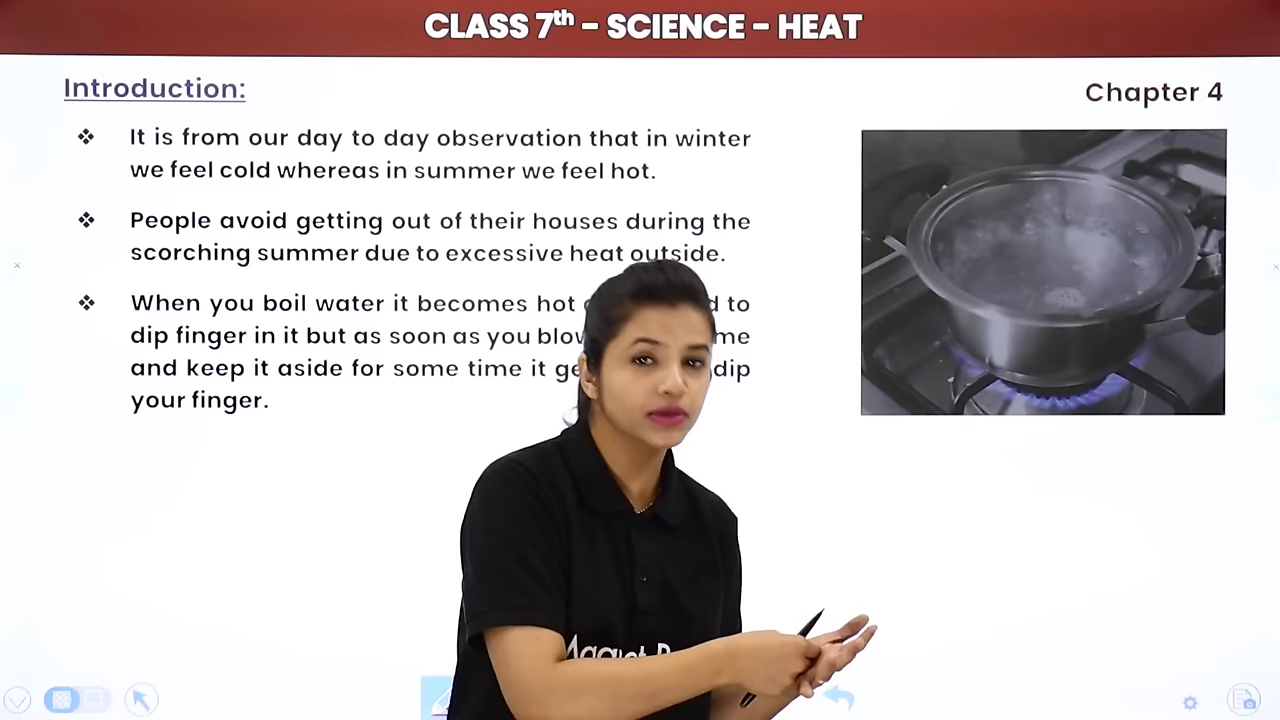 CLASS 7th - SCIENCE - HEAT
Introduction:
Chapter 4
❖ It is from our day to day observation that in winter
we feel cold whereas in summer we feel hot.
❖ People avoid getting out of their houses during the
scorching summer due to excessive heat outside.
❖ When you boil water it becomes hot to
dip finger in it but as soon as you
and keep it aside for some time it dip
your finger.